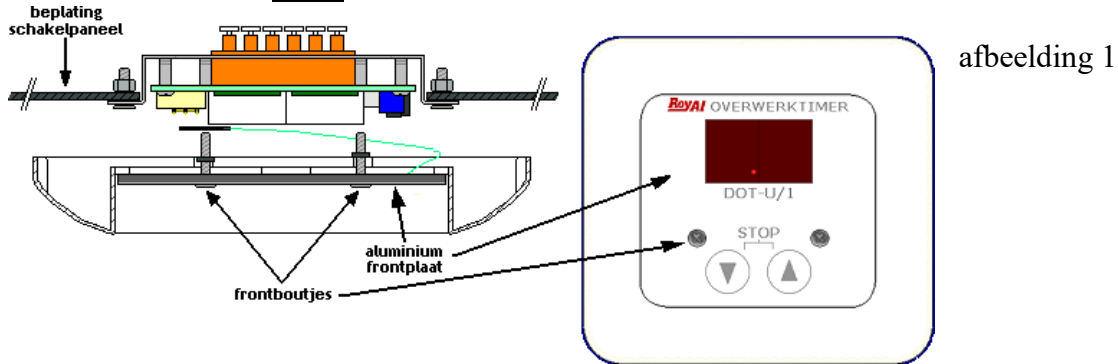 beplating
schakelpaneel
afbeelding 1
Royal OVERWERKTIMER
DOT-U/1
STOP
aluminium
frontplaat
frontboutjes